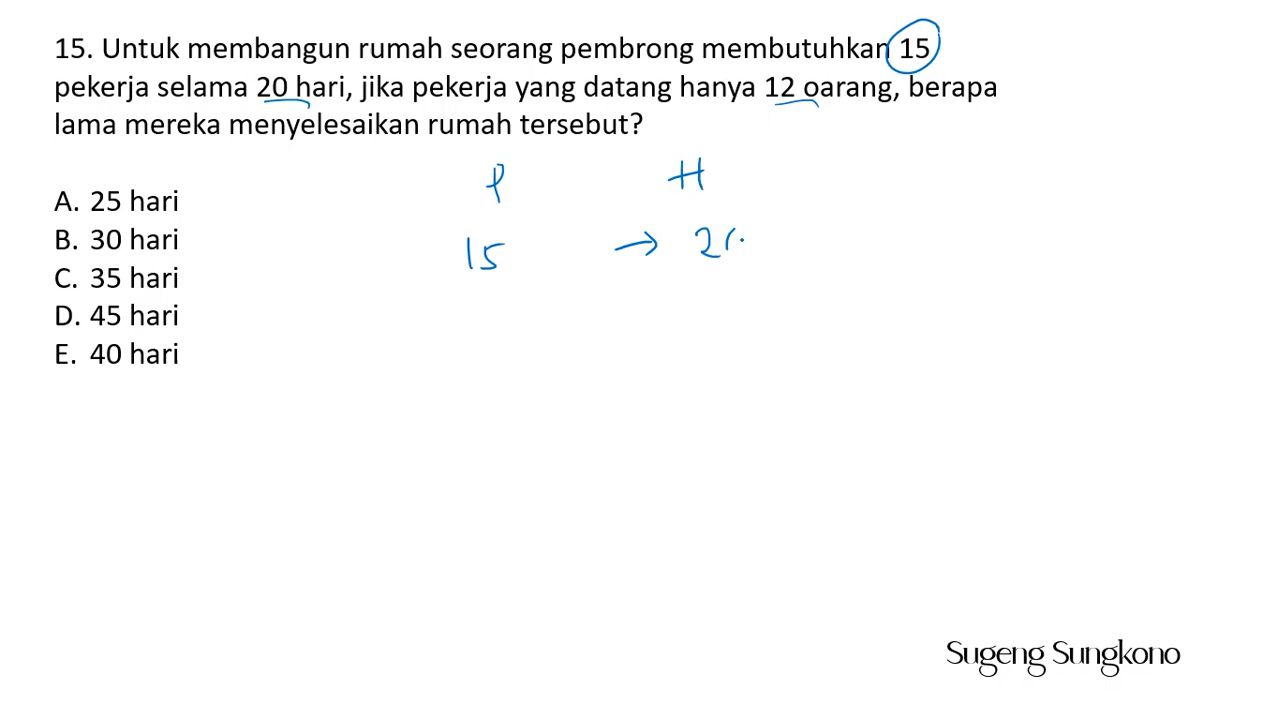 15. Untuk membangun rumah seorang pembrong membutuhkan 15
pekerja selama 20 hari, jika pekerja yang datang hanya 12 oarang, berapa
lama mereka menyelesaikan rumah tersebut?
P H
A. 25 hari
B. 30 hari
15 → 2
C. 35 hari
D. 45 hari
E. 40 hari
Sugeng Sungkono